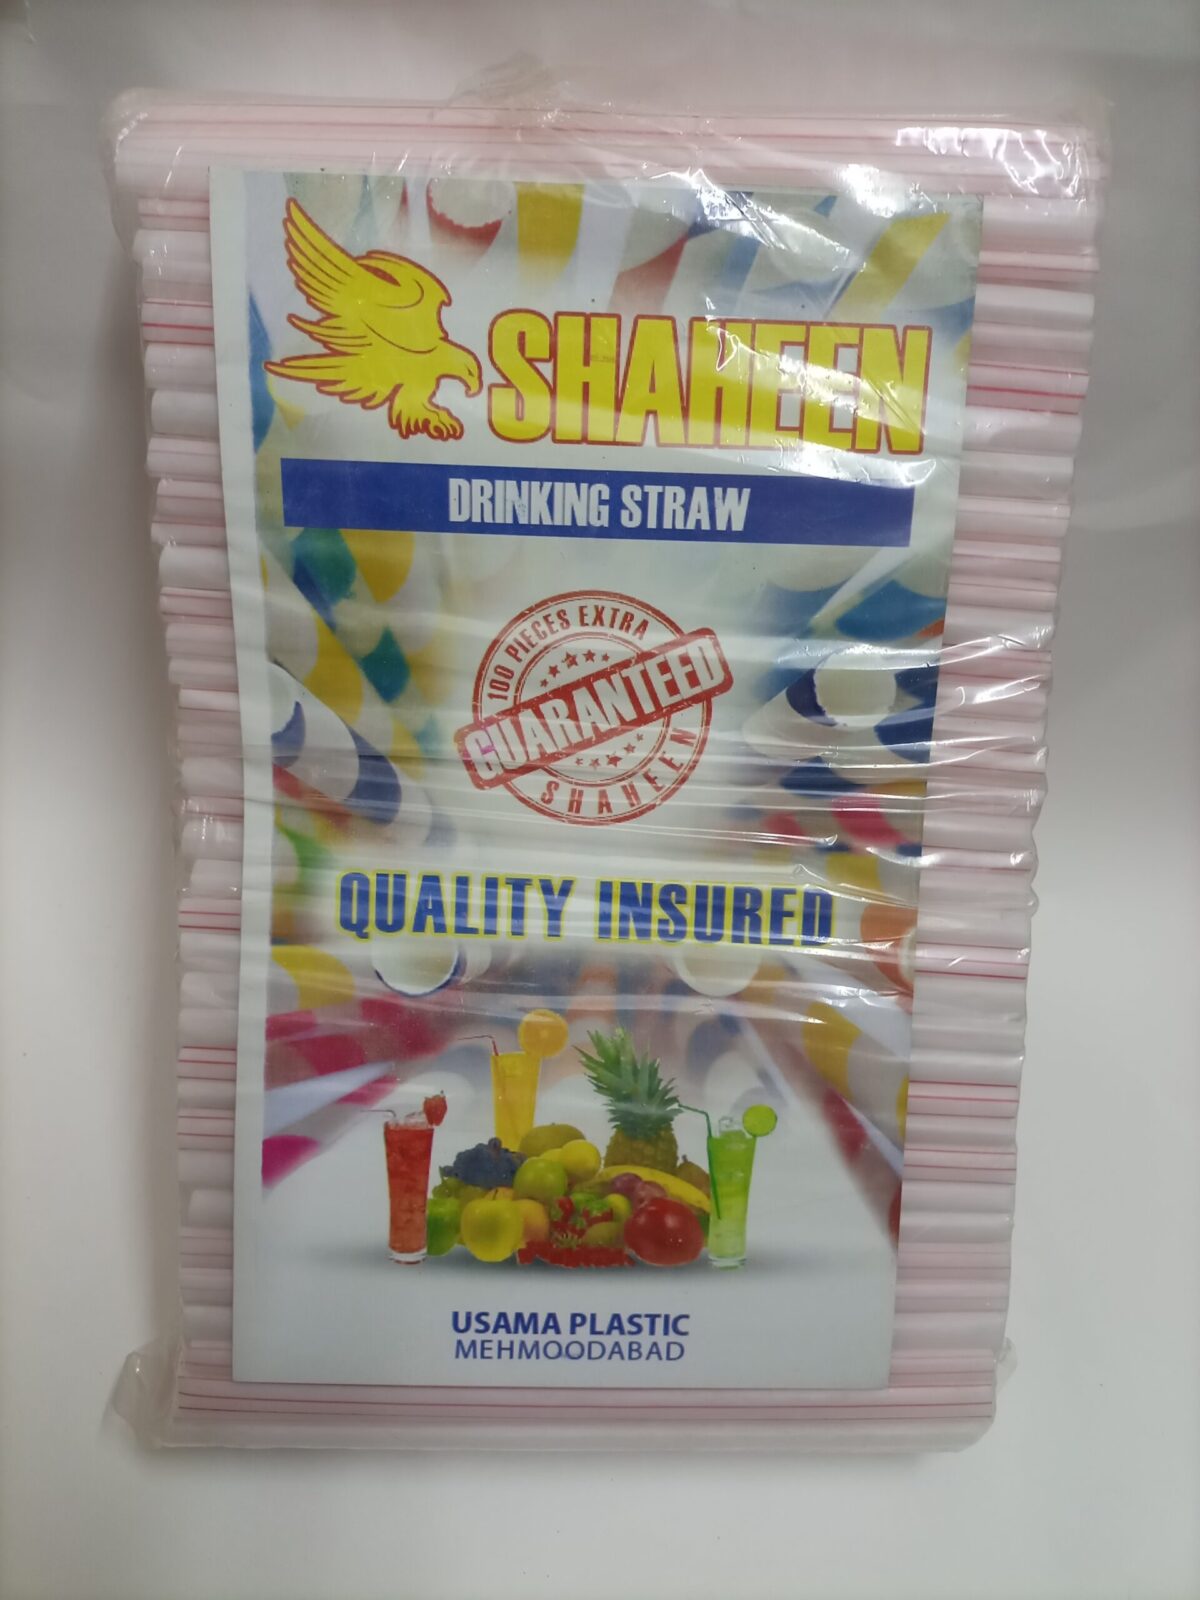 SHAHEEN
DRINKING STRAW
100 PIECES EXTRA
GUARANTEED
SHAHEEN
QUALITY INSURED
USAMA PLASTIC
MEHMOODABAD